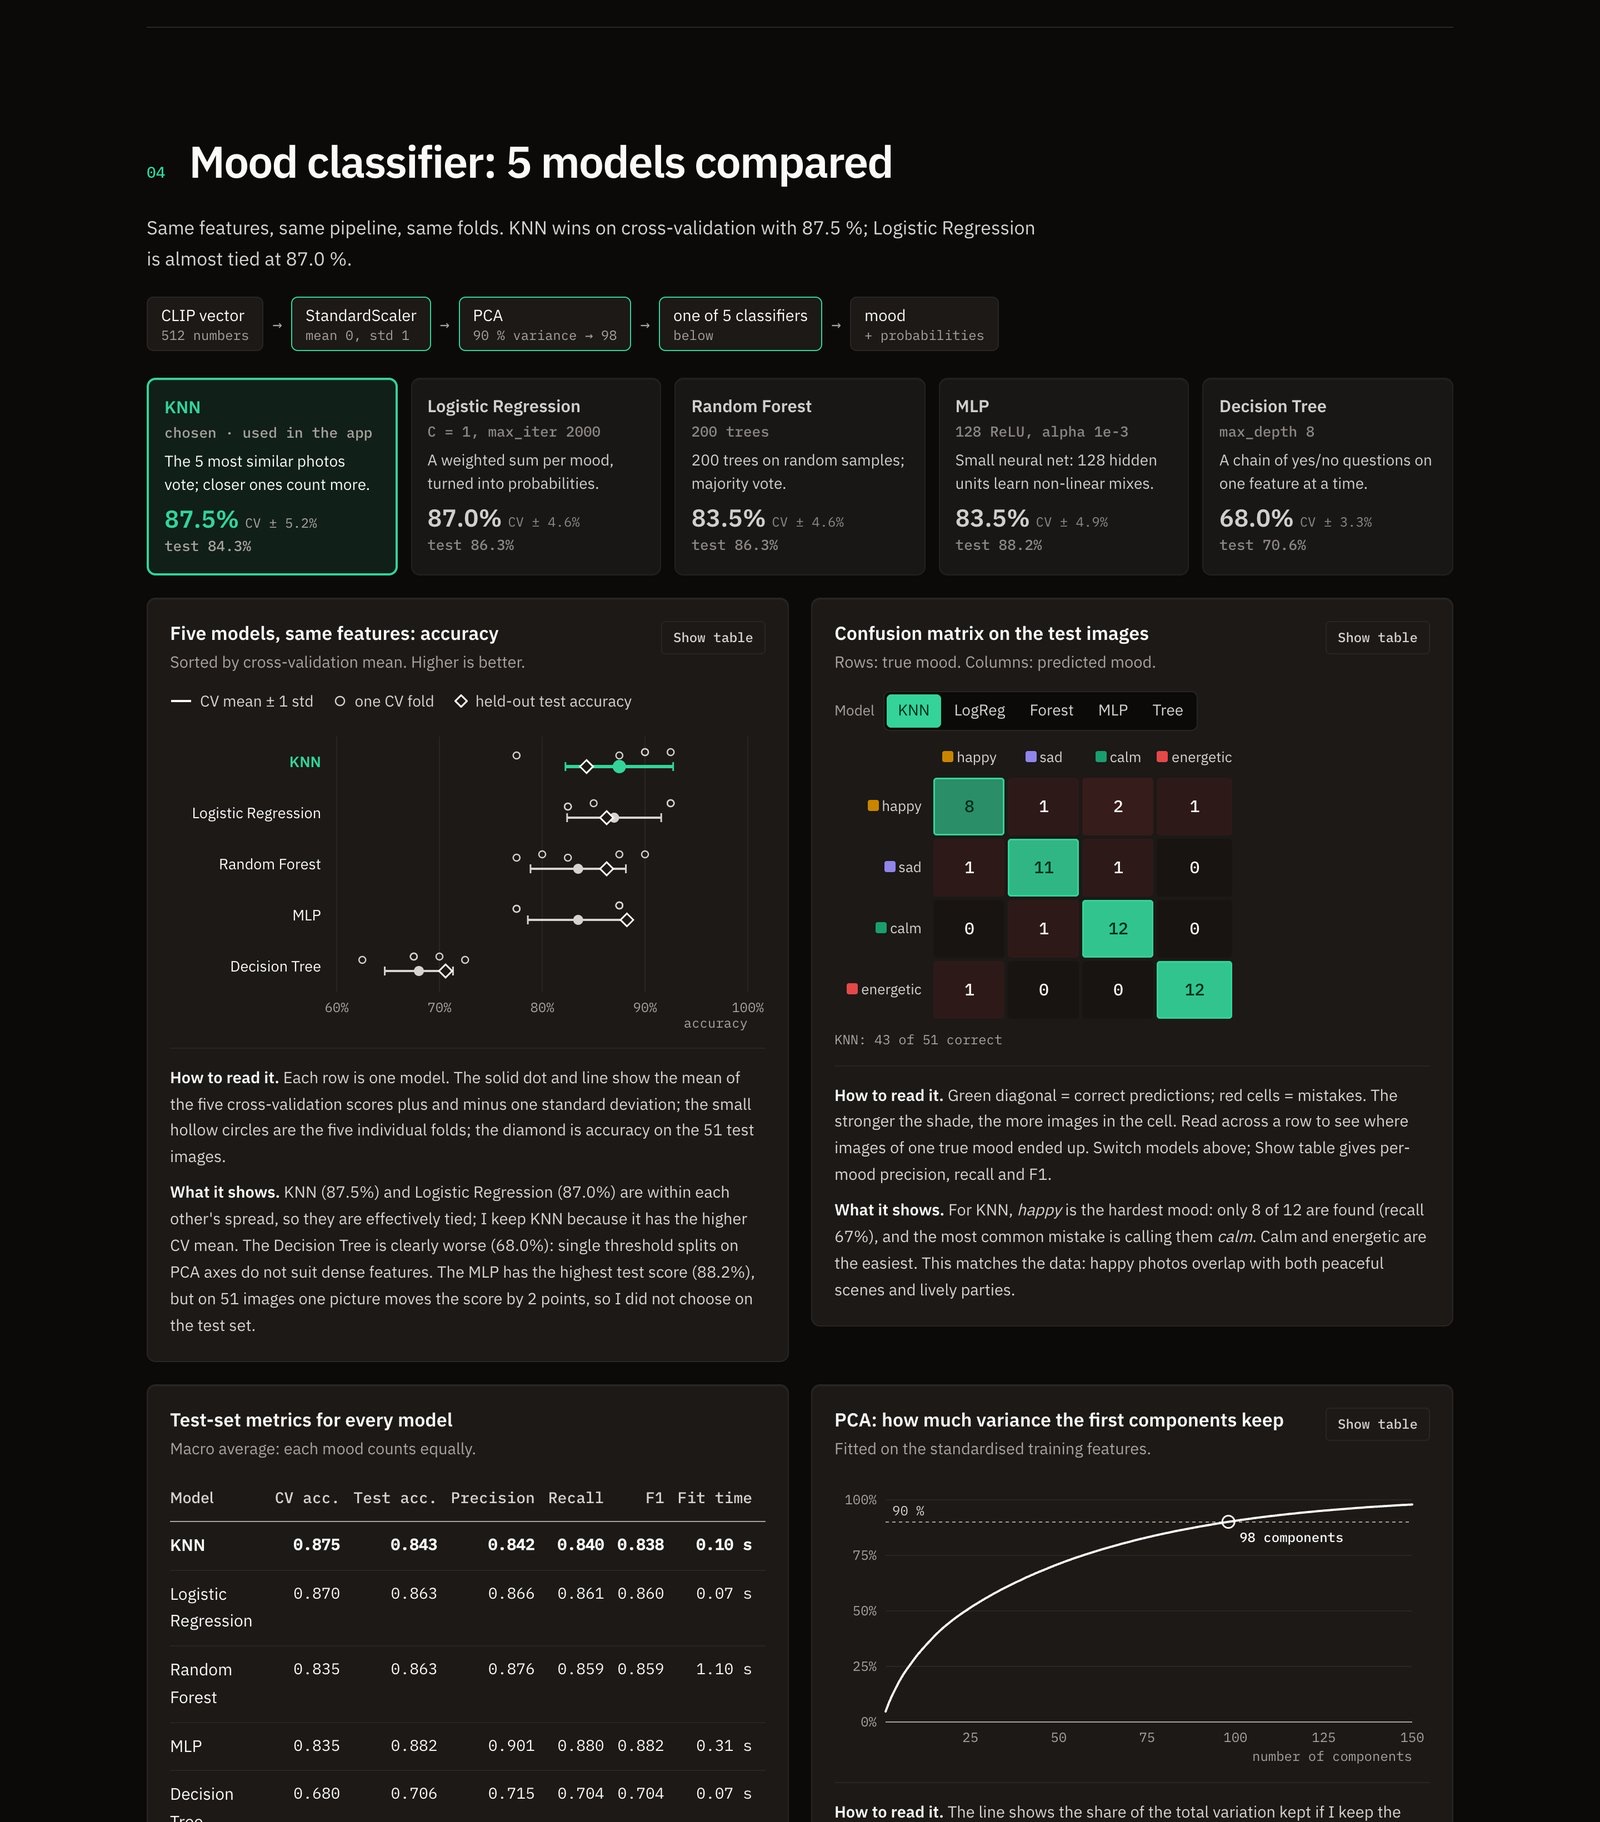 04 Mood classifier: 5 models compared
Same features, same pipeline, same folds. KNN wins on cross-validation with 87.5 %; Logistic Regression
is almost tied at 87.0 %.
CLIP vector
512 numbers
→
StandardScaler
mean 0, std 1
→
PCA
90 % variance → 98
→
one of 5 classifiers
below
→
mood
+ probabilities
KNN
chosen · used in the app
The 5 most similar photos
vote; closer ones count more.
87.5% CV ± 5.2%
test 84.3%
Logistic Regression
C = 1, max_iter 2000
A weighted sum per mood,
turned into probabilities.
87.0% CV ± 4.6%
test 86.3%
Random Forest
200 trees
200 trees on random samples;
majority vote.
83.5% CV ± 4.6%
test 86.3%
MLP
128 ReLU, alpha 1e-3
Small neural net: 128 hidden
units learn non-linear mixes.
83.5% CV ± 4.9%
test 88.2%
Decision Tree
max_depth 8
A chain of yes/no questions on
one feature at a time.
68.0% CV ± 3.3%
test 70.6%
Five models, same features: accuracy
Show table
Sorted by cross-validation mean. Higher is better.
CV mean ± 1 std one CV fold held-out test accuracy
KNN
Logistic Regression
Random Forest
MLP
Decision Tree
60% 70% 80% 90% 100%
accuracy
How to read it. Each row is one model. The solid dot and line show the mean of
the five cross-validation scores plus and minus one standard deviation; the small
hollow circles are the five individual folds; the diamond is accuracy on the 51 test
images.
What it shows. KNN (87.5%) and Logistic Regression (87.0%) are within each
other's spread, so they are effectively tied; I keep KNN because it has the higher
CV mean. The Decision Tree is clearly worse (68.0%): single threshold splits on
PCA axes do not suit dense features. The MLP has the highest test score (88.2%),
but on 51 images one picture moves the score by 2 points, so I did not choose on
the test set.
Confusion matrix on the test images
Show table
Rows: true mood. Columns: predicted mood.
Model KNN LogReg Forest MLP Tree
happy sad calm energetic
happy 8 1 2 1
sad 1 11 1 0
calm 0 1 12 0
energetic 1 0 0 12
KNN: 43 of 51 correct
How to read it. Green diagonal = correct predictions; red cells = mistakes. The
stronger the shade, the more images in the cell. Read across a row to see where
images of one true mood ended up. Switch models above; Show table gives per-
mood precision, recall and F1.
What it shows. For KNN, happy is the hardest mood: only 8 of 12 are found (recall
67%), and the most common mistake is calling them calm. Calm and energetic are
the easiest. This matches the data: happy photos overlap with both peaceful
scenes and lively parties.
Test-set metrics for every model
Macro average: each mood counts equally.
Model CV acc. Test acc. Precision Recall F1 Fit time
KNN 0.875 0.843 0.842 0.840 0.838 0.10 s
Logistic 0.870 0.863 0.866 0.861 0.860 0.07 s
Regression
Random 0.835 0.863 0.876 0.859 0.859 1.10 s
Forest
MLP 0.835 0.882 0.901 0.880 0.882 0.31 s
Decision 0.680 0.706 0.715 0.704 0.704 0.07 s
Tree
PCA: how much variance the first components keep
Show table
Fitted on the standardised training features.
100%
90 %
98 components
75%
50%
25%
0%
25 50 75 100 125 150
number of components
How to read it. The line shows the share of the total variation kept if I keep the